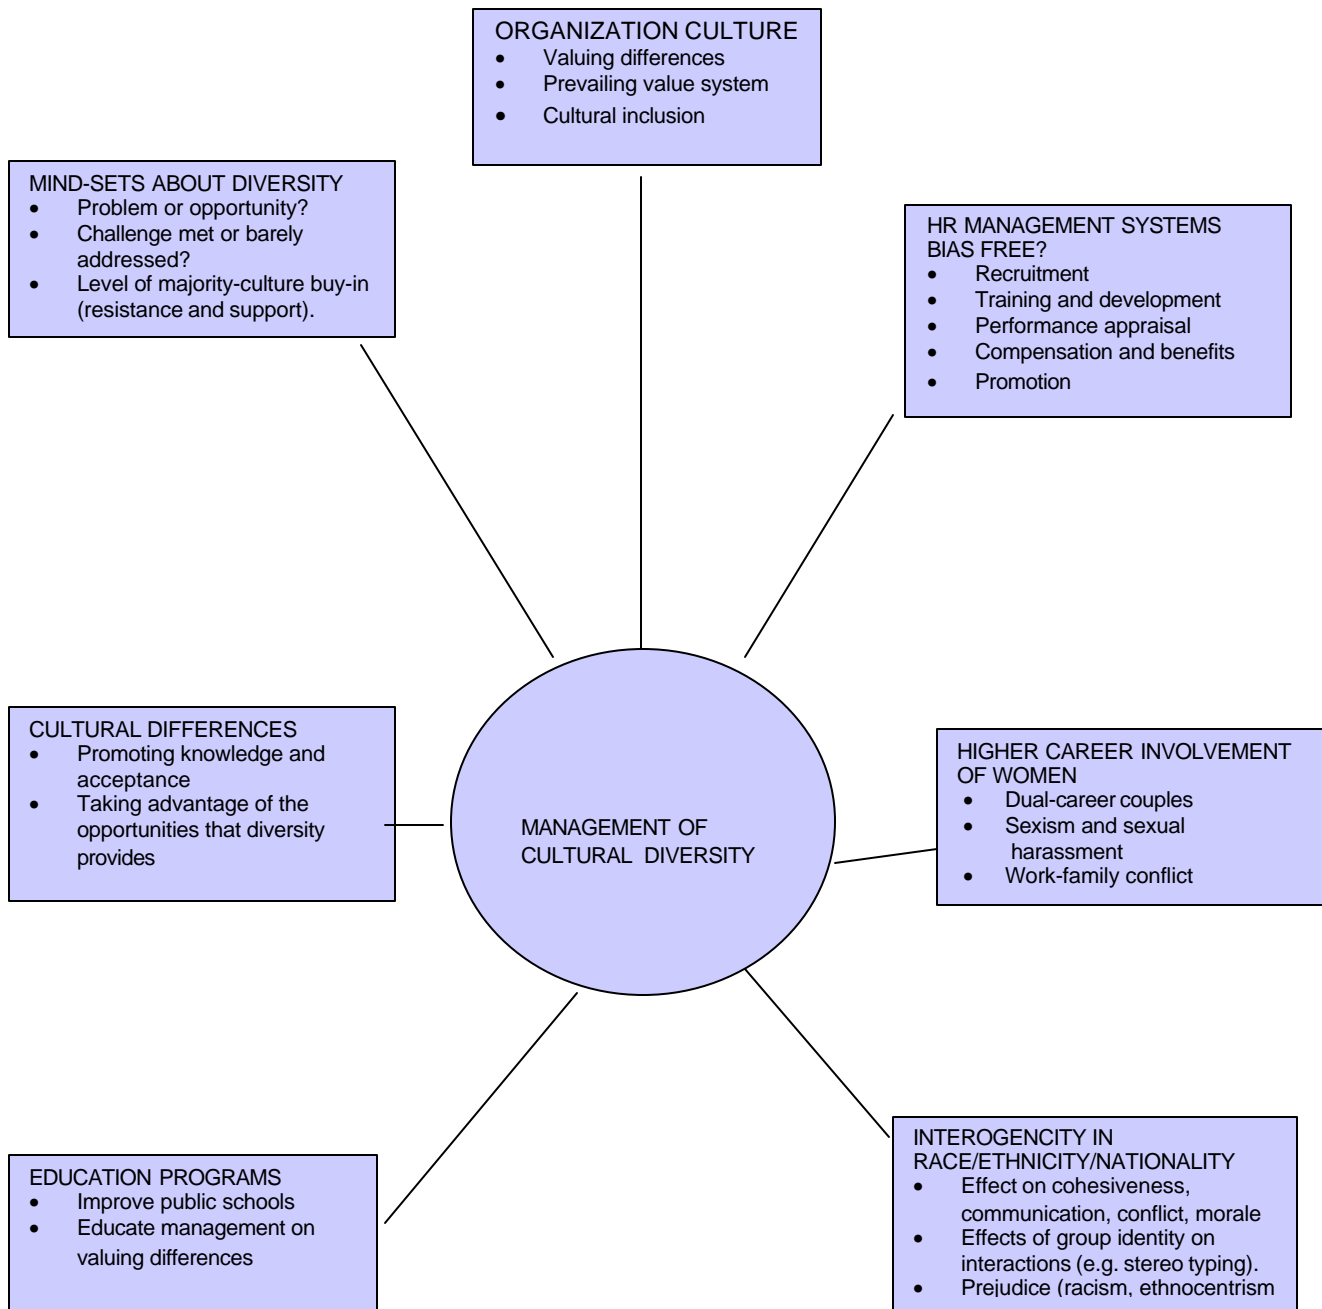 ORGANIZATION CULTURE
• Valuing differences
• Prevailing value system
• Cultural inclusion
MIND-SETS ABOUT DIVERSITY
• Problem or opportunity?
• Challenge met or barely
addressed?
• Level of majority-culture buy-in
(resistance and support).
HR MANAGEMENT SYSTEMS
BIAS FREE?
• Recruitment
• Training and development
• Performance appraisal
• Compensation and benefits
• Promotion
CULTURAL DIFFERENCES
• Promoting knowledge and
acceptance
• Taking advantage of the
opportunities that diversity
provides
MANAGEMENT OF
CULTURAL DIVERSITY
HIGHER CAREER INVOLVEMENT
OF WOMEN
• Dual-career couples
• Sexism and sexual
harassment
• Work-family conflict
EDUCATION PROGRAMS
• Improve public schools
• Educate management on
valuing differences
INTEROGENCITY IN
RACE/ETHNICITY/NATIONALITY
• Effect on cohesiveness,
communication, conflict, morale
• Effects of group identity on
interactions (e.g. stereo typing).
• Prejudice (racism, ethnocentrism